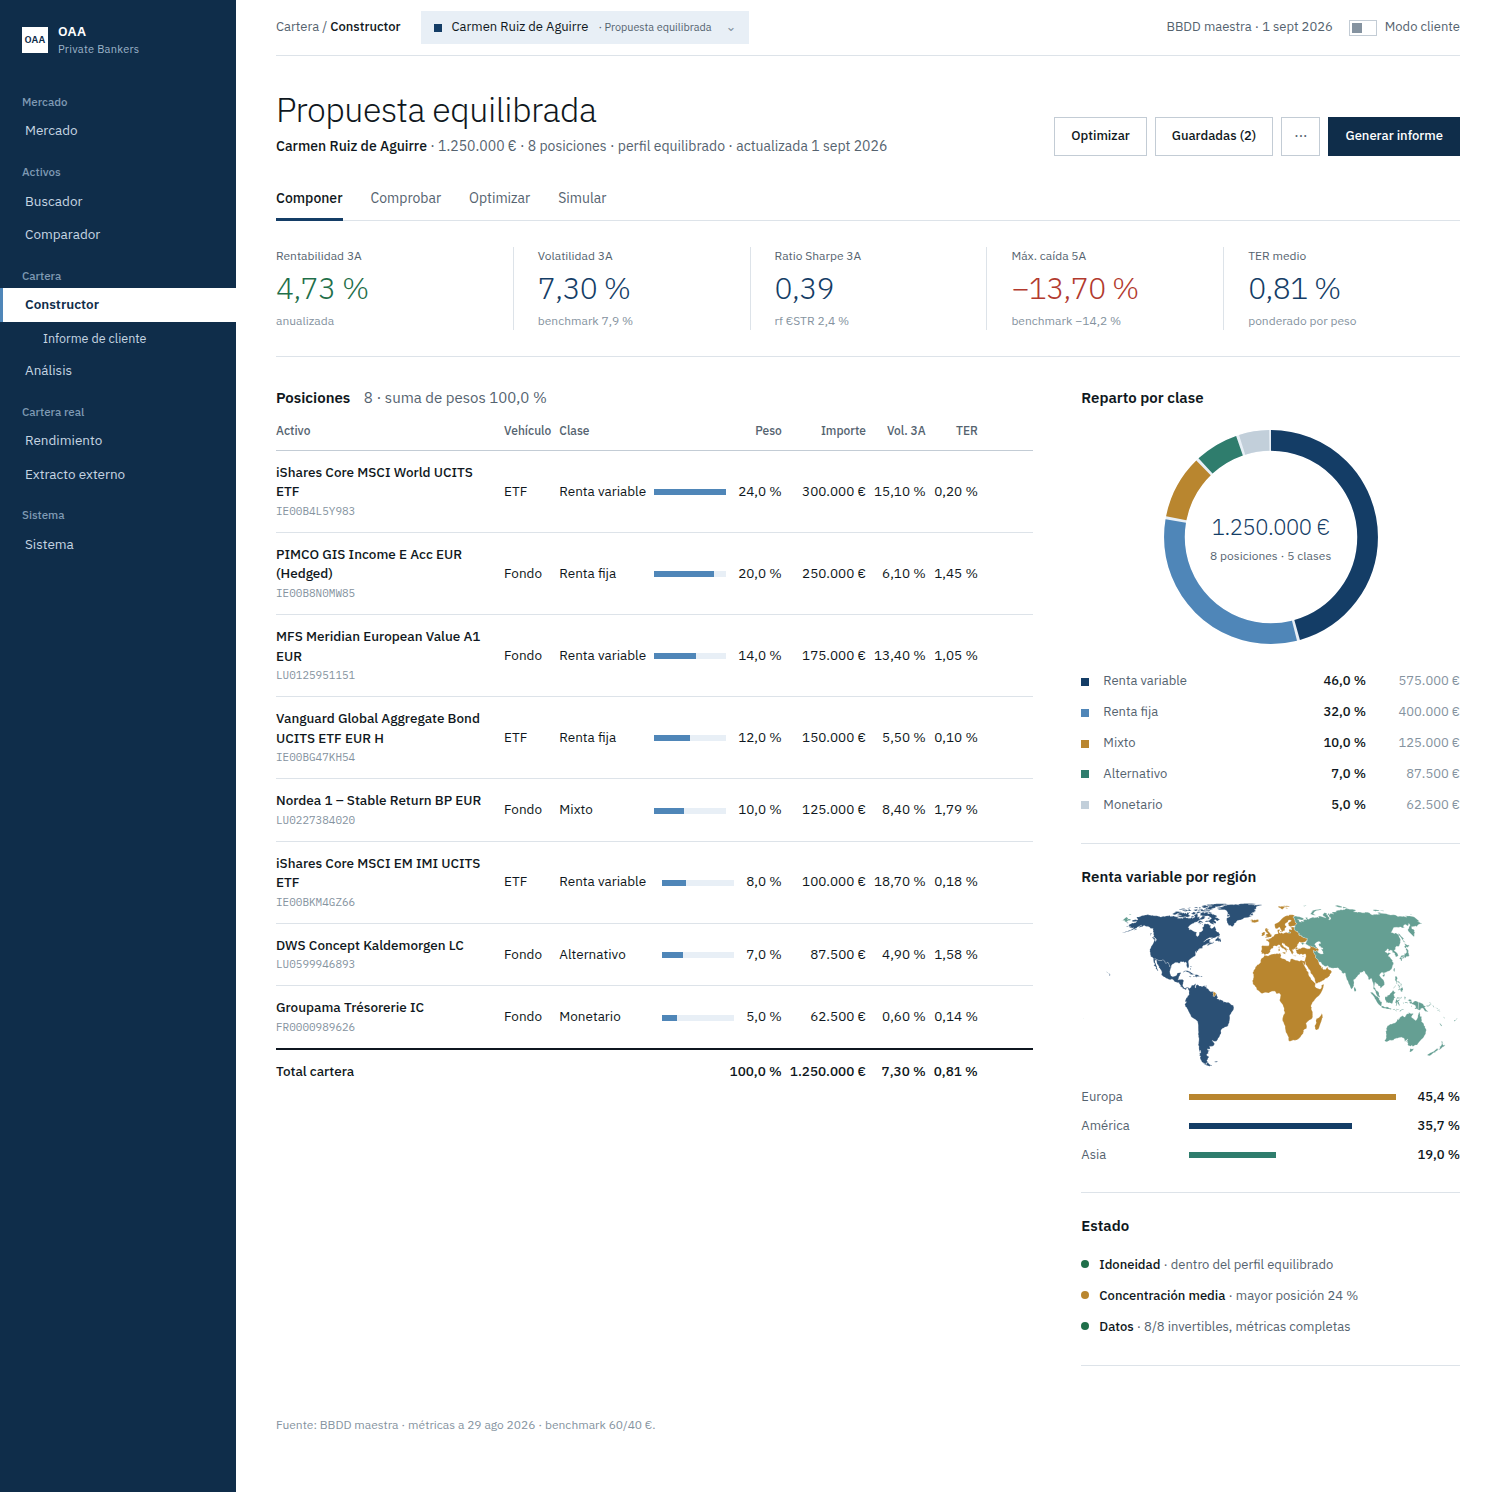 OAA
OAA
Private Bankers
Mercado
Mercado
Activos
Buscador
Comparador
Cartera
Constructor
Informe de cliente
Análisis
Cartera real
Rendimiento
Extracto externo
Sistema
Sistema
Cartera / Constructor
Carmen Ruiz de Aguirre · Propuesta equilibrada
BBDD maestra · 1 sept 2026
Modo cliente
Propuesta equilibrada
Carmen Ruiz de Aguirre · 1.250.000 € · 8 posiciones · perfil equilibrado · actualizada 1 sept 2026
Optimizar
Guardadas (2)
···
Generar informe
Componer
Comprobar
Optimizar
Simular
Rentabilidad 3A
4,73 %
anualizada
Volatilidad 3A
7,30 %
benchmark 7,9 %
Ratio Sharpe 3A
0,39
rf €STR 2,4 %
Máx. caída 5A
−13,70 %
benchmark −14,2 %
TER medio
0,81 %
ponderado por peso
Posiciones 8 · suma de pesos 100,0 %
Activo Vehículo Clase Peso Importe Vol. 3A TER
iShares Core MSCI World UCITS
ETF
IE00B4L5Y983
ETF Renta variable 24,0 % 300.000 € 15,10 % 0,20 %
PIMCO GIS Income E Acc EUR
(Hedged)
IE00B8N0MW85
Fondo Renta fija 20,0 % 250.000 € 6,10 % 1,45 %
MFS Meridian European Value A1
EUR
LU0125951151
Fondo Renta variable 14,0 % 175.000 € 13,40 % 1,05 %
Vanguard Global Aggregate Bond
UCITS ETF EUR H
IE00BG47KH54
ETF Renta fija 12,0 % 150.000 € 5,50 % 0,10 %
Nordea 1 – Stable Return BP EUR
LU0227384020
Fondo Mixto 10,0 % 125.000 € 8,40 % 1,79 %
iShares Core MSCI EM IMI UCITS
ETF
IE00BKM4GZ66
ETF Renta variable 8,0 % 100.000 € 18,70 % 0,18 %
DWS Concept Kaldemorgen LC
LU0599946893
Fondo Alternativo 7,0 % 87.500 € 4,90 % 1,58 %
Groupama Trésorerie IC
FR0000989626
Fondo Monetario 5,0 % 62.500 € 0,60 % 0,14 %
Total cartera 100,0 % 1.250.000 € 7,30 % 0,81 %
Reparto por clase
1.250.000 €
8 posiciones · 5 clases
Renta variable 46,0 % 575.000 €
Renta fija 32,0 % 400.000 €
Mixto 10,0 % 125.000 €
Alternativo 7,0 % 87.500 €
Monetario 5,0 % 62.500 €
Renta variable por región
Europa 45,4 %
América 35,7 %
Asia 19,0 %
Estado
Idoneidad · dentro del perfil equilibrado
Concentración media · mayor posición 24 %
Datos · 8/8 invertibles, métricas completas
Fuente: BBDD maestra · métricas a 29 ago 2026 · benchmark 60/40 €.